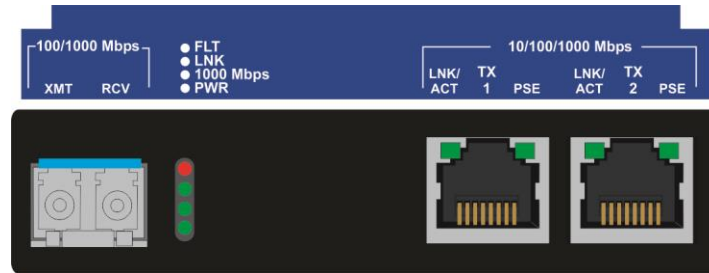 100/1000 Mbps
XMT RCV
FLT
LNK
1000 Mbps
PWR
10/100/1000 Mbps
LNK/ TX LNK/ TX
ACT 1 PSE ACT 2 PSE